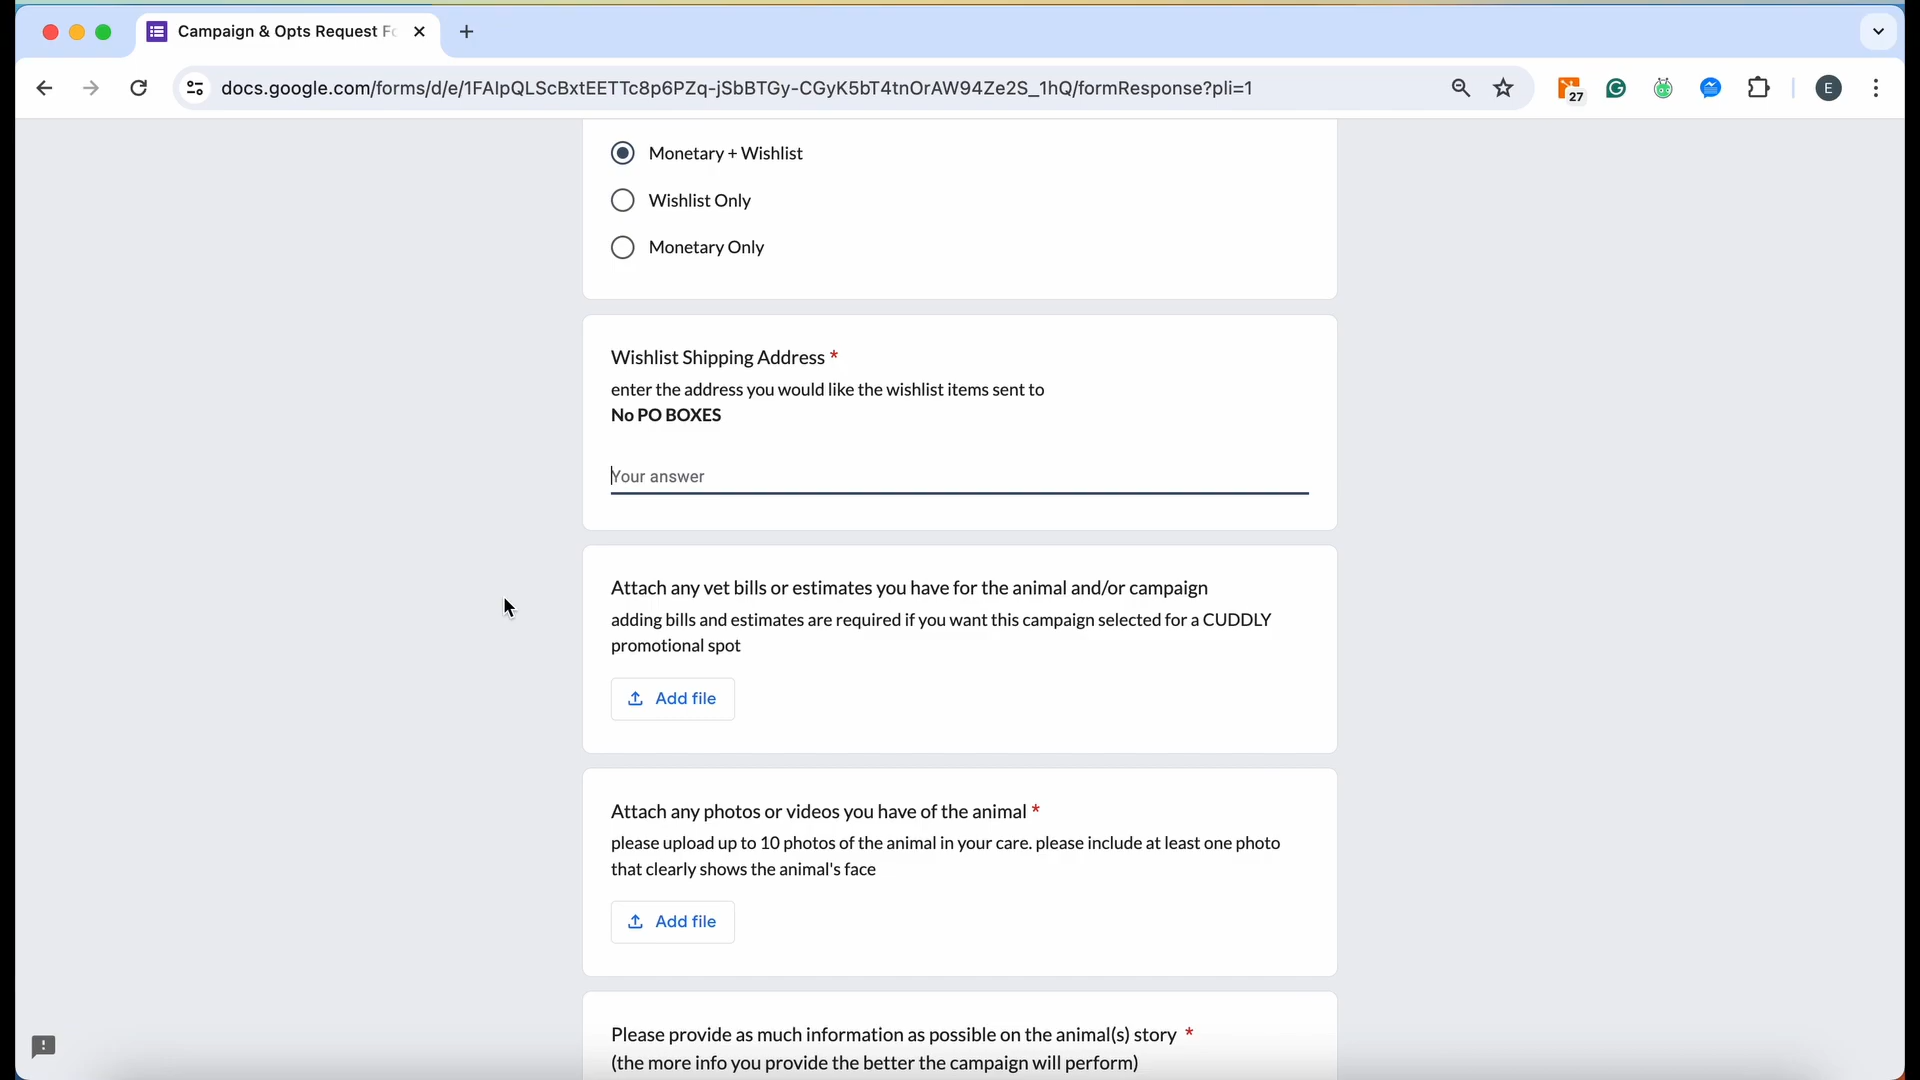 Campaign & Opts Request Fo
docs.google.com/forms/d/e/1FAIpQLScBxtEETTc8p6PZq-jSbBTGy-CGyK5bT4tnOrAW94Ze2S_1hQ/formResponse?pli=1
27
E
Monetary + Wishlist
Wishlist Only
Monetary Only
Wishlist Shipping Address *
enter the address you would like the wishlist items sent to
No PO BOXES
Your answer
Attach any vet bills or estimates you have for the animal and/or campaign
adding bills and estimates are required if you want this campaign selected for a CUDDLY
promotional spot
Add file
Attach any photos or videos you have of the animal *
please upload up to 10 photos of the animal in your care. please include at least one photo
that clearly shows the animal's face
Add file
Please provide as much information as possible on the animal(s) story *
(the more info you provide the better the campaign will perform)